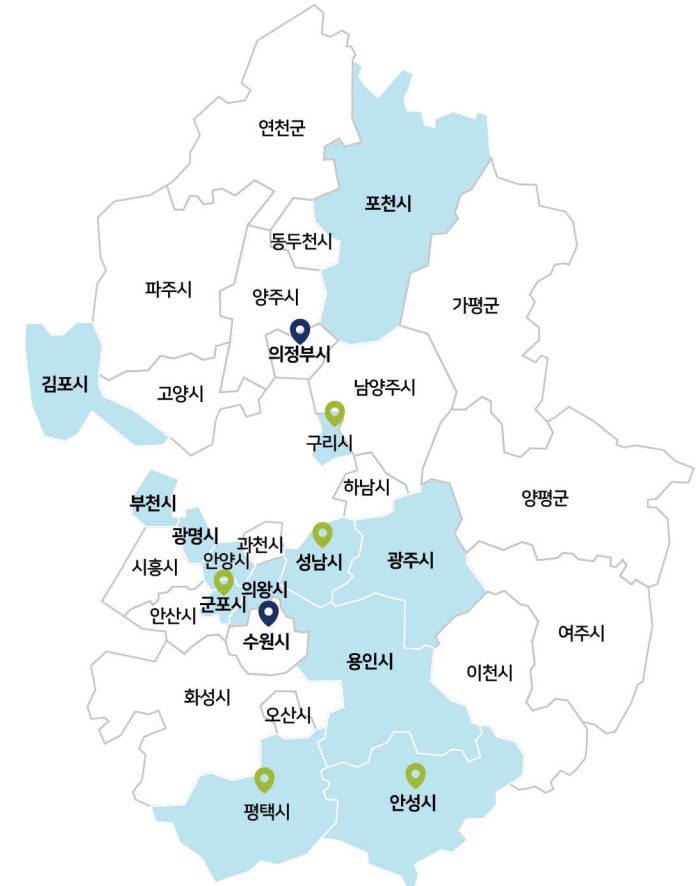 연천군
포천시
동두천시
파주시
양주시
가평군
의정부시
김포시
고양시
남양주시
구리시
하남시
양평군
부천시
광명시
과천시
안양시
성남시
광주시
시흥시
의왕시
군포시
안산시
수원시
여주시
용인시
이천시
화성시
오산시
평택시
안성시